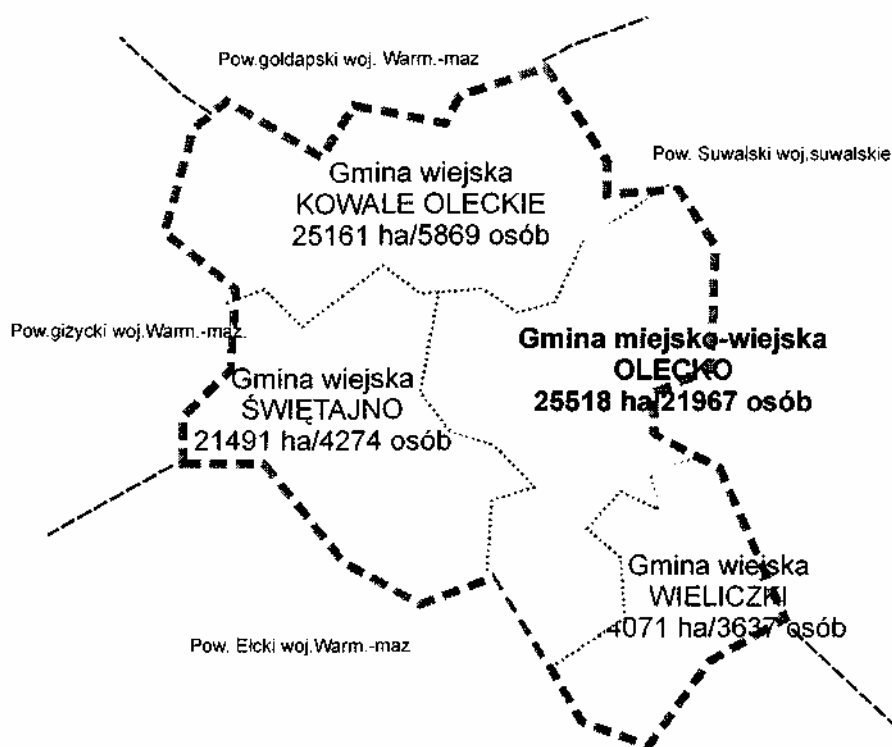 Pow.gołdapski woj. Warm.-maz
Pow. Suwalski woj.suwalskie
Gmina wiejska
KOWALE OLECKIE
25161 ha/5869 osób
Pow.giżycki woj.Warm.-maz.
Gmina miejsko-wiejska
OLECKO
25518 ha/21967 osób
Gmina wiejska
ŚWIĘTAJNO
21491 ha/4274 osób
Gmina wiejska
WIELICZKI
4071 ha/3637 osób
Pow. Ełcki woj.Warm.-maz